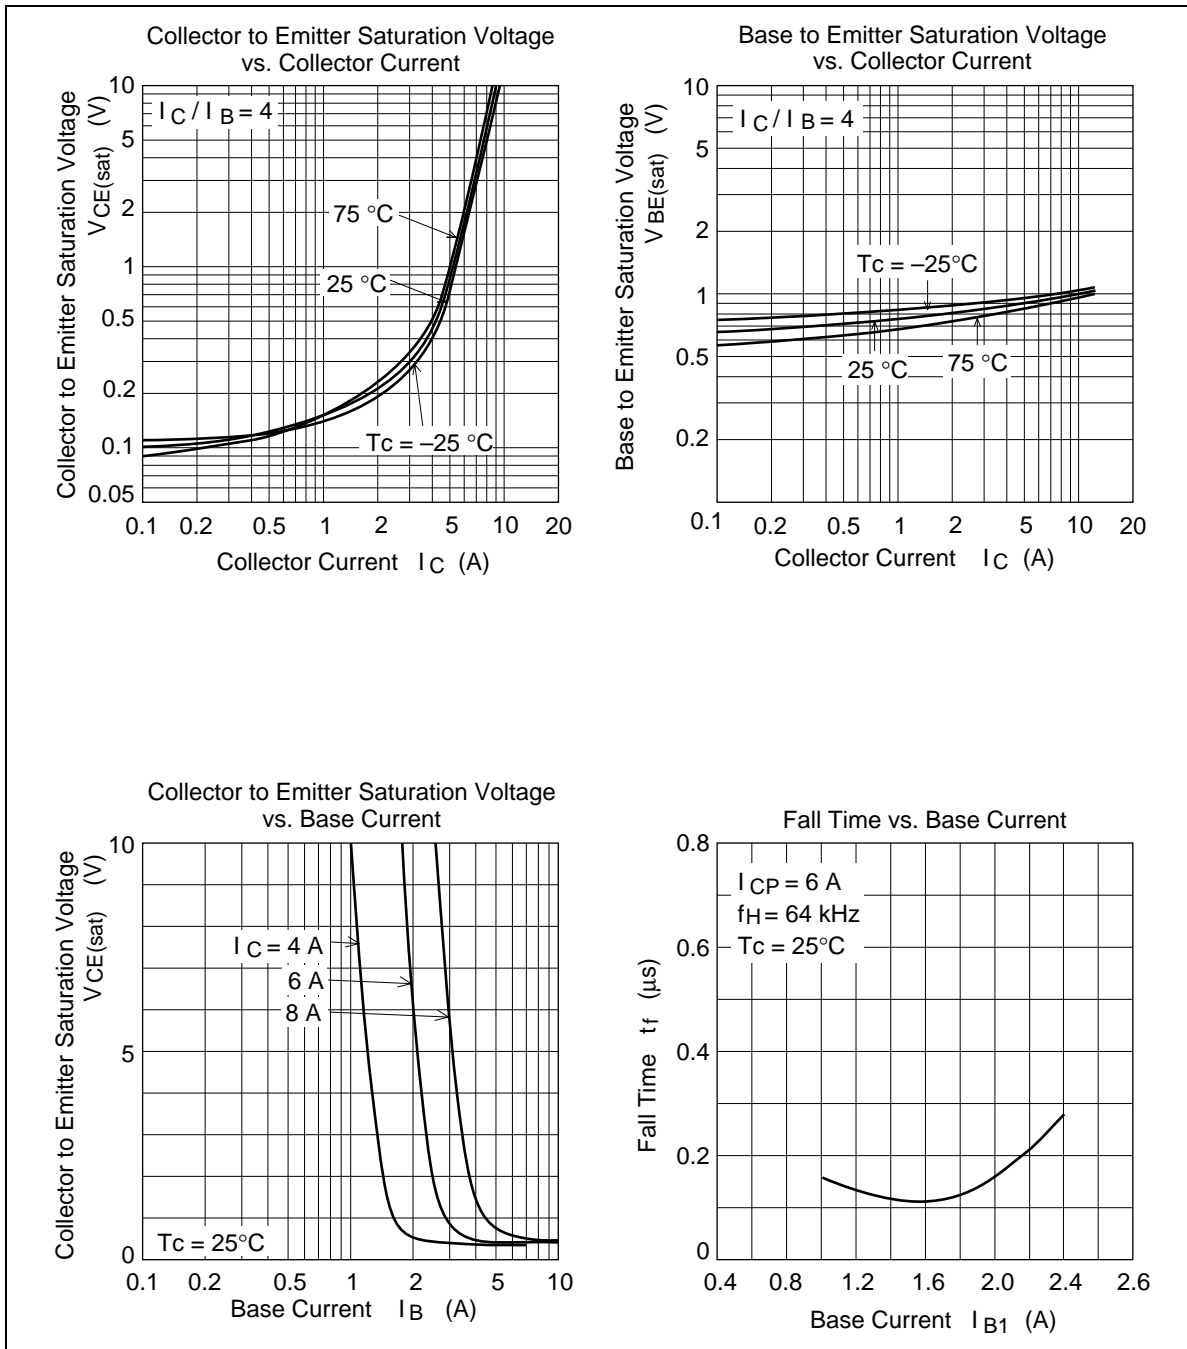 Collector to Emitter Saturation Voltage
vs. Collector Current
Collector to Emitter Saturation Voltage
V CE(sat) (V)
10
5
2
1
0.5
0.2
0.1
0.05
I C / I B = 4
75 °C
25 °C
Tc = –25 °C
0.1 0.2 0.5 1 2 5 10 20
Collector Current I C (A)
Base to Emitter Saturation Voltage
vs. Collector Current
Base to Emitter Saturation Voltage
V BE(sat) (V)
10
5
2
1
0.5
0.2
I C / I B = 4
Tc = –25°C
25 °C
75 °C
0.1 0.2 0.5 1 2 5 10 20
Collector Current I C (A)
Collector to Emitter Saturation Voltage
vs. Base Current
Collector to Emitter Saturation Voltage
V CE(sat) (V)
10
5
0
I C = 4 A
6 A
8 A
Tc = 25°C
0.1 0.2 0.5 1 2 5 10
Base Current I B (A)
Fall Time vs. Base Current
Fall Time t f (μs)
0.8
0.6
0.4
0.2
0
I CP = 6 A
f H = 64 kHz
Tc = 25°C
0.4 0.8 1.2 1.6 2.0 2.4 2.6
Base Current I B1 (A)